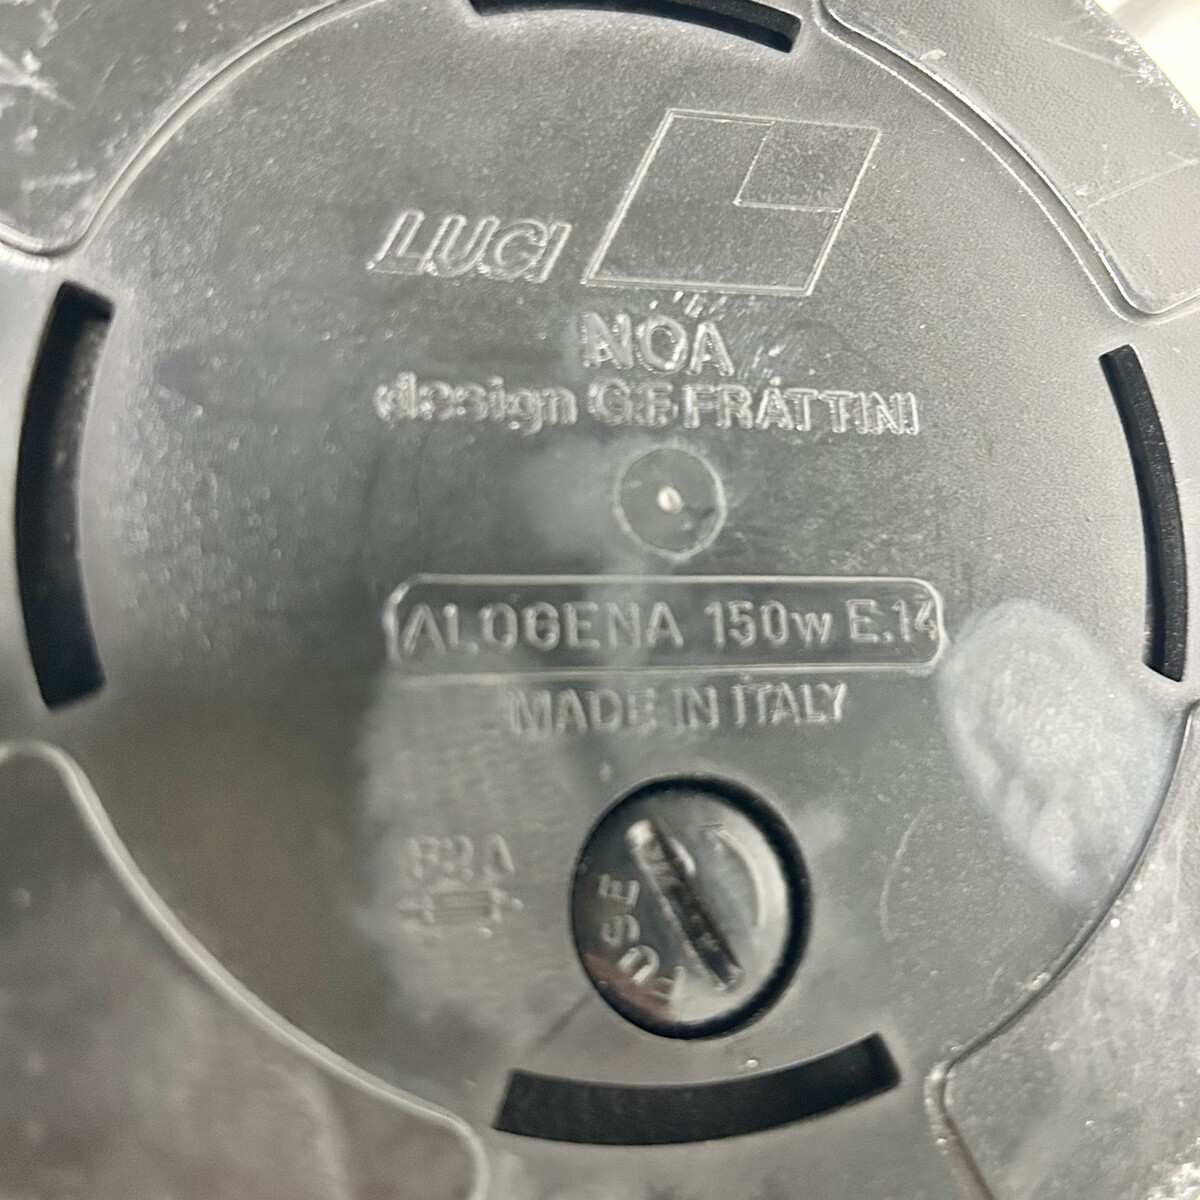 LUCI
NOA
design G.F. FRATTINI
ALOGENA 150w E.14
MADE IN ITALY
FUSE